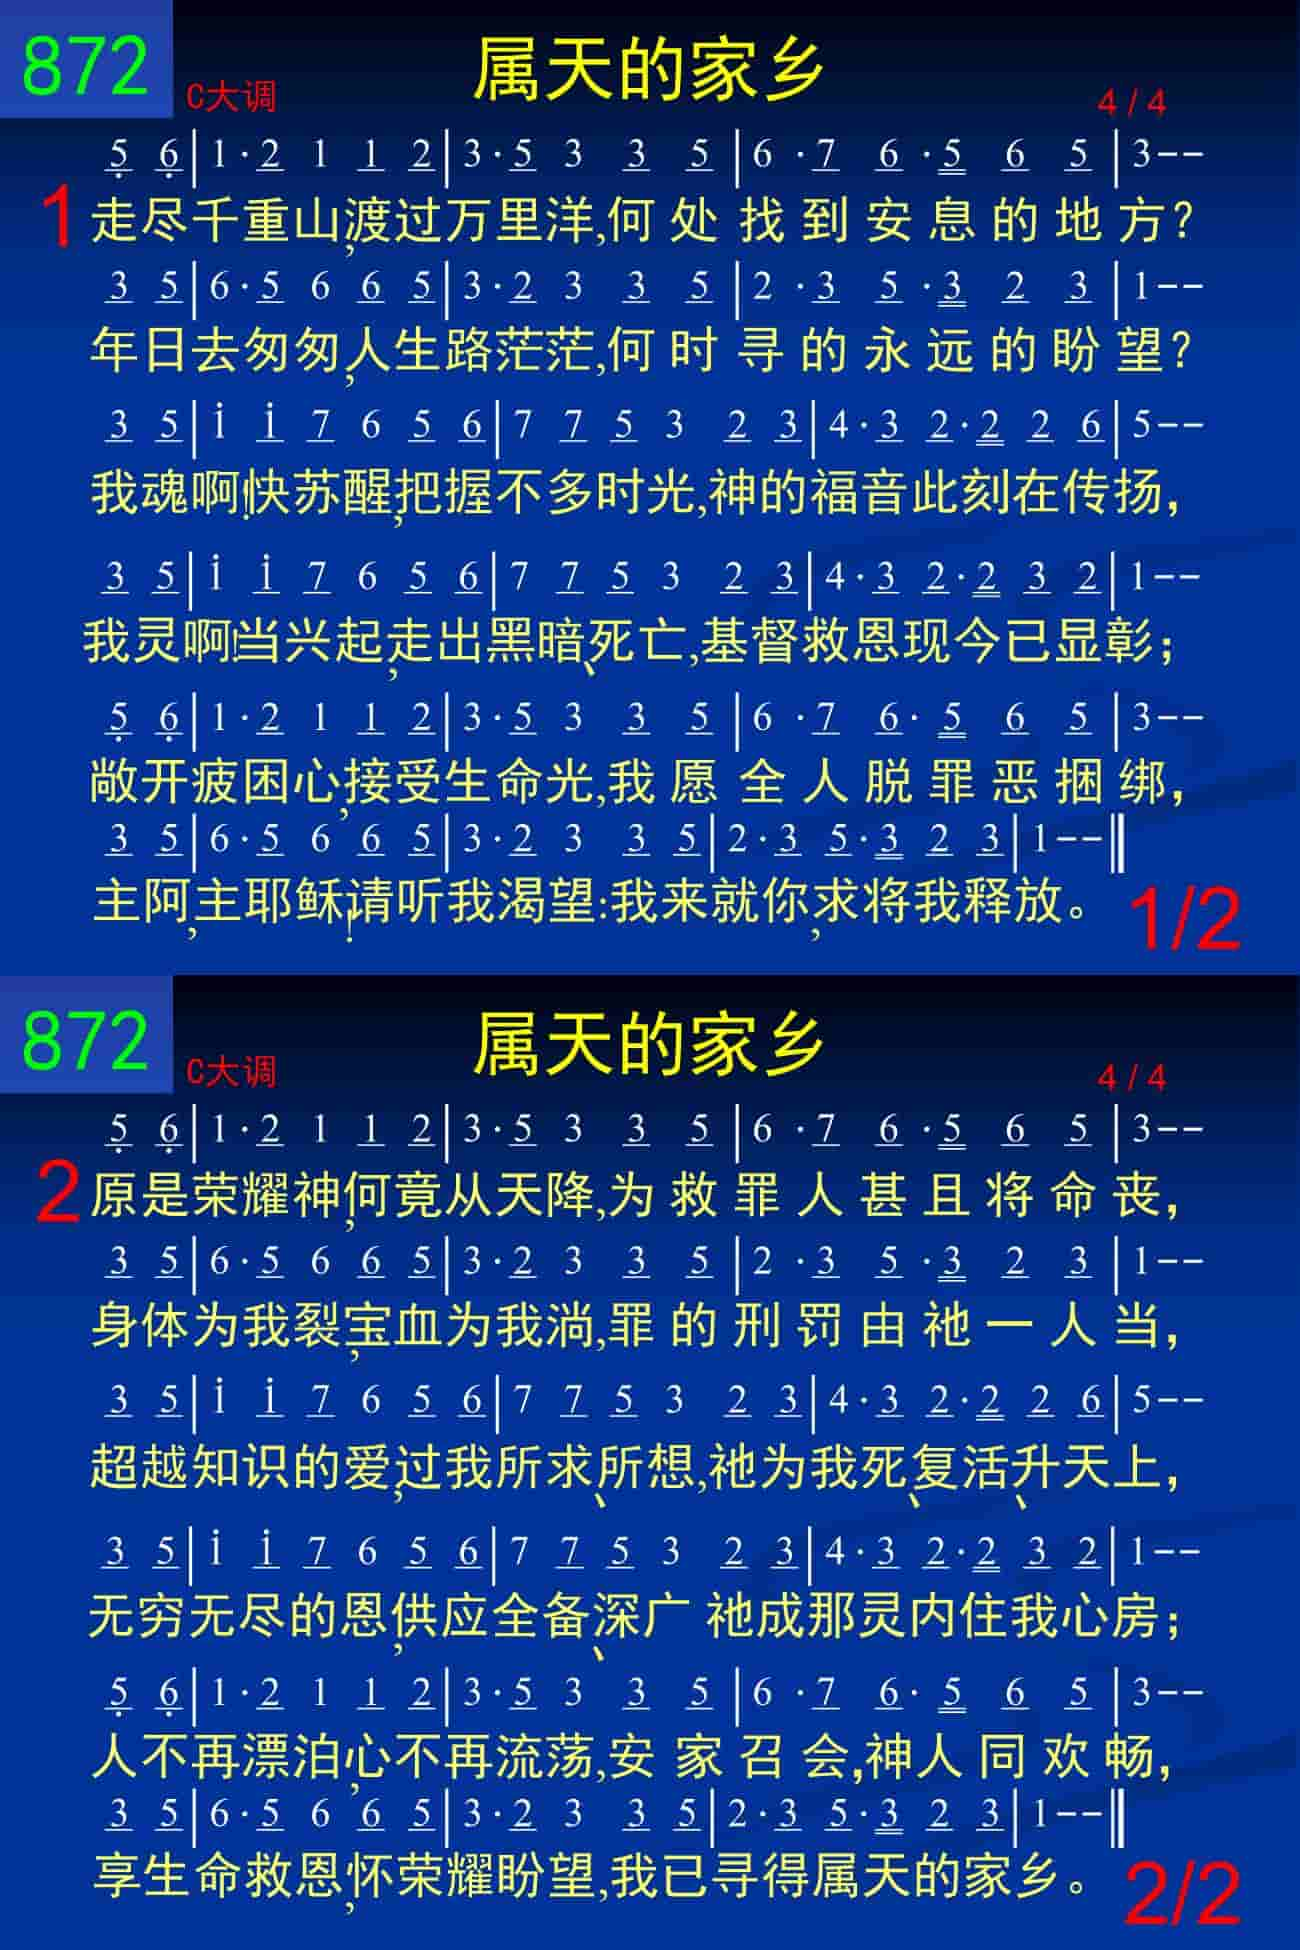 872
属天的家乡
C大调
4/4
5 6|1·2 1 1 2|3·5 3 3 5|6·7 6·5 6 5|3--
1
走尽千重山,渡过万里洋,何处找到安息的地方?
3 5|6·5 6 6 5|3·2 3 3 5|2·3 5·3 2 3|1--
年日去匆匆,人生路茫茫,何时寻的永远的盼望?
3 5|1 1 7 6 5 6|7 7 5 3 2 3|4·3 2·2 2 6|5--
我魂啊!快苏醒,把握不多时光,神的福音此刻在传扬,
3 5|1 1 7 6 5 6|7 7 5 3 2 3|4·3 2·2 3 2|1--
我灵啊!当兴起,走出黑暗、死亡,基督救恩现今已显彰;
5 6|1·2 1 1 2|3·5 3 3 5|6·7 6·5 6 5|3--
敞开疲困心,接受生命光,我愿全人脱罪恶捆绑,
3 5|6·5 6 6 5|3·2 3 3 5|2·3 5·3 2 3|1--‖
主阿,主耶稣!请听我渴望:我来就你,求将我释放。
1/2
872
属天的家乡
C大调
4/4
5 6|1·2 1 1 2|3·5 3 3 5|6·7 6·5 6 5|3--
2
原是荣耀神,何竟从天降,为救罪人甚且将命丧,
3 5|6·5 6 6 5|3·2 3 3 5|2·3 5·3 2 3|1--
身体为我裂,宝血为我淌,罪的刑罚由祂一人当,
3 5|1 1 7 6 5 6|7 7 5 3 2 3|4·3 2·2 2 6|5--
超越知识的爱,过我所求、所想,祂为我死、复活、升天上,
3 5|1 1 7 6 5 6|7 7 5 3 2 3|4·3 2·2 3 2|1--
无穷无尽的恩,供应全备、深广 祂成那灵内住我心房;
5 6|1·2 1 1 2|3·5 3 3 5|6·7 6·5 6 5|3--
人不再漂泊,心不再流荡,安家召会,神人同欢畅,
3 5|6·5 6 6 5|3·2 3 3 5|2·3 5·3 2 3|1--‖
享生命救恩,怀荣耀盼望,我已寻得属天的家乡。
2/2